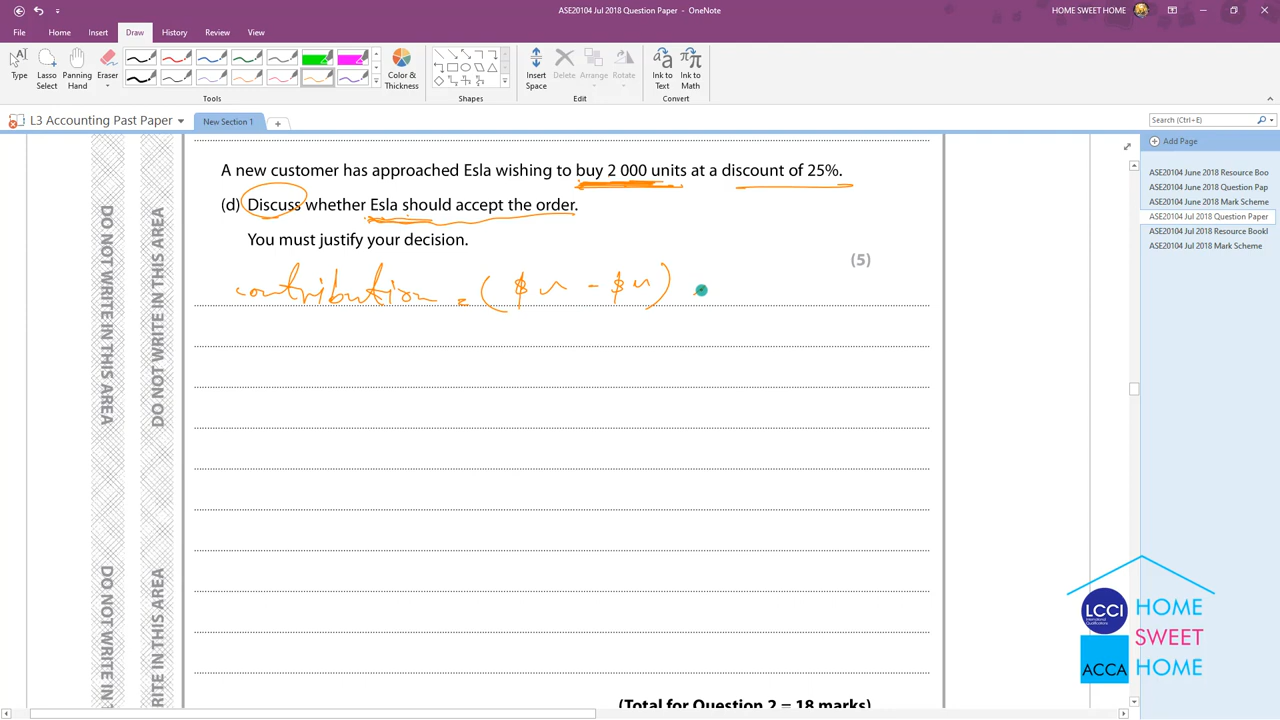 ASE20104 Jul 2018 Question Paper - OneNote
HOME SWEET HOME
File Home Insert Draw History Review View
Type
Lasso Select
Panning Hand
Eraser
Color & Thickness
Insert Space
Delete
Arrange
Rotate
Ink to Text
Ink to Math
Tools
Shapes
Edit
Convert
L3 Accounting Past Paper
New Section 1
Search (Ctrl+E)
Add Page
ASE20104 June 2018 Resource Boo
ASE20104 June 2018 Question Pap
ASE20104 June 2018 Mark Scheme
ASE20104 Jul 2018 Question Paper
ASE20104 Jul 2018 Resource Bookl
ASE20104 Jul 2018 Mark Scheme
A new customer has approached Esla wishing to buy 2 000 units at a discount of 25%.
(d) Discuss whether Esla should accept the order.
You must justify your decision.
(5)
contribution = ( $ - $ )
DO NOT WRITE IN THIS AREA
DO NOT WRITE IN THIS AREA
DO NOT WRITE IN T
RITE IN THIS AREA
(Total for Question 2 = 18 marks)
LCCI
International Qualifications
ACCA
HOME
SWEET
HOME